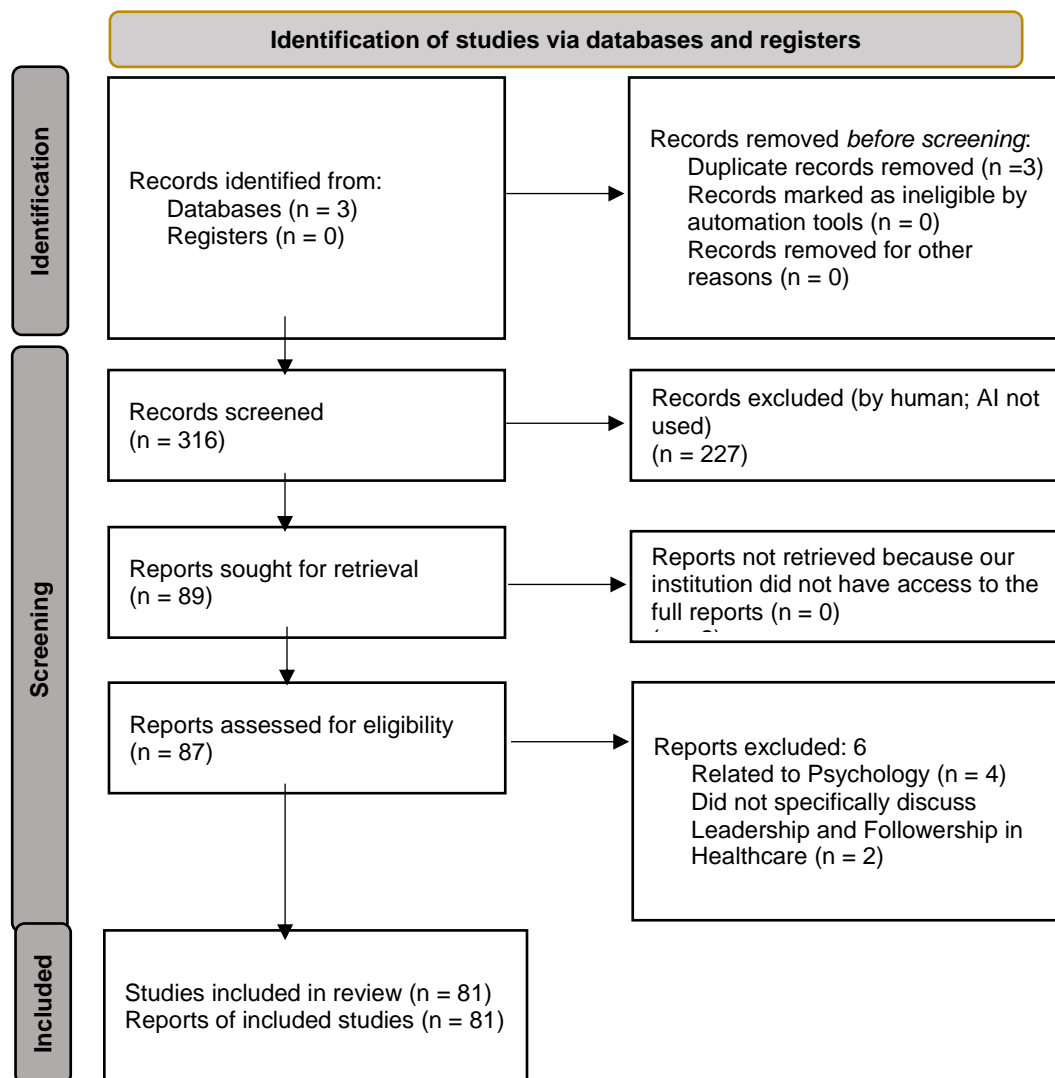 Identification of studies via databases and registers
Identification
Records identified from:
Databases (n = 3)
Registers (n = 0)
Records removed before screening:
Duplicate records removed (n =3)
Records marked as ineligible by
automation tools (n = 0)
Records removed for other
reasons (n = 0)
Screening
Records screened
(n = 316)
Records excluded (by human; AI not
used)
(n = 227)
Reports sought for retrieval
(n = 89)
Reports not retrieved because our
institution did not have access to the
full reports (n = 0)
Reports assessed for eligibility
(n = 87)
Reports excluded: 6
Related to Psychology (n = 4)
Did not specifically discuss
Leadership and Followership in
Healthcare (n = 2)
Included
Studies included in review (n = 81)
Reports of included studies (n = 81)